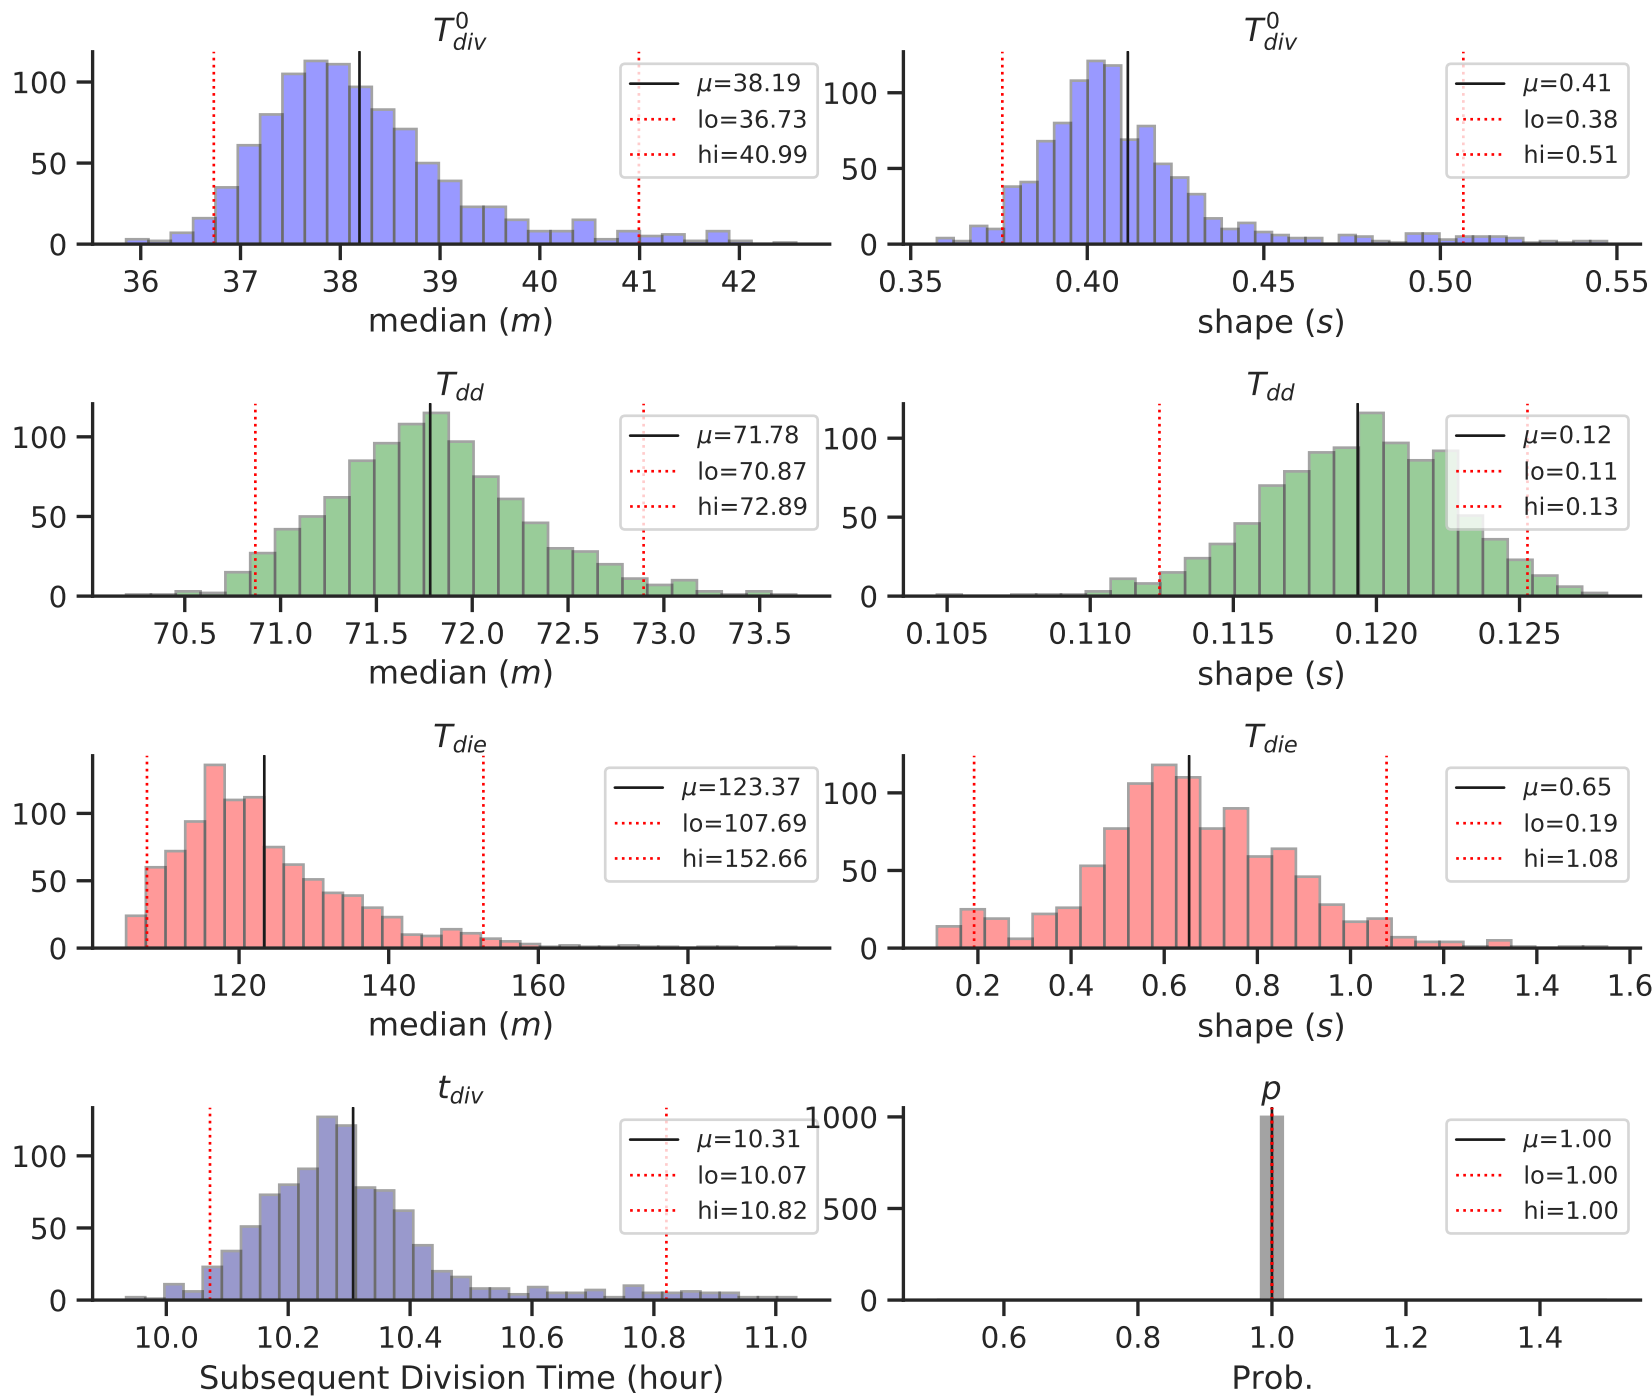 T⁰div
100
50
0
μ=38.19
lo=36.73
hi=40.99
36 37 38 39 40 41 42
median (m)
T⁰div
100
50
0
μ=0.41
lo=0.38
hi=0.51
0.35 0.40 0.45 0.50 0.55
shape (s)
Tdd
100
50
0
μ=71.78
lo=70.87
hi=72.89
70.5 71.0 71.5 72.0 72.5 73.0 73.5
median (m)
Tdd
100
50
0
μ=0.12
lo=0.11
hi=0.13
0.105 0.110 0.115 0.120 0.125
shape (s)
Tdie
100
50
0
μ=123.37
lo=107.69
hi=152.66
120 140 160 180
median (m)
Tdie
100
50
0
μ=0.65
lo=0.19
hi=1.08
0.2 0.4 0.6 0.8 1.0 1.2 1.4 1.6
shape (s)
tdiv
100
50
0
μ=10.31
lo=10.07
hi=10.82
10.0 10.2 10.4 10.6 10.8 11.0
Subsequent Division Time (hour)
p
1000
500
0
μ=1.00
lo=1.00
hi=1.00
0.6 0.8 1.0 1.2 1.4
Prob.